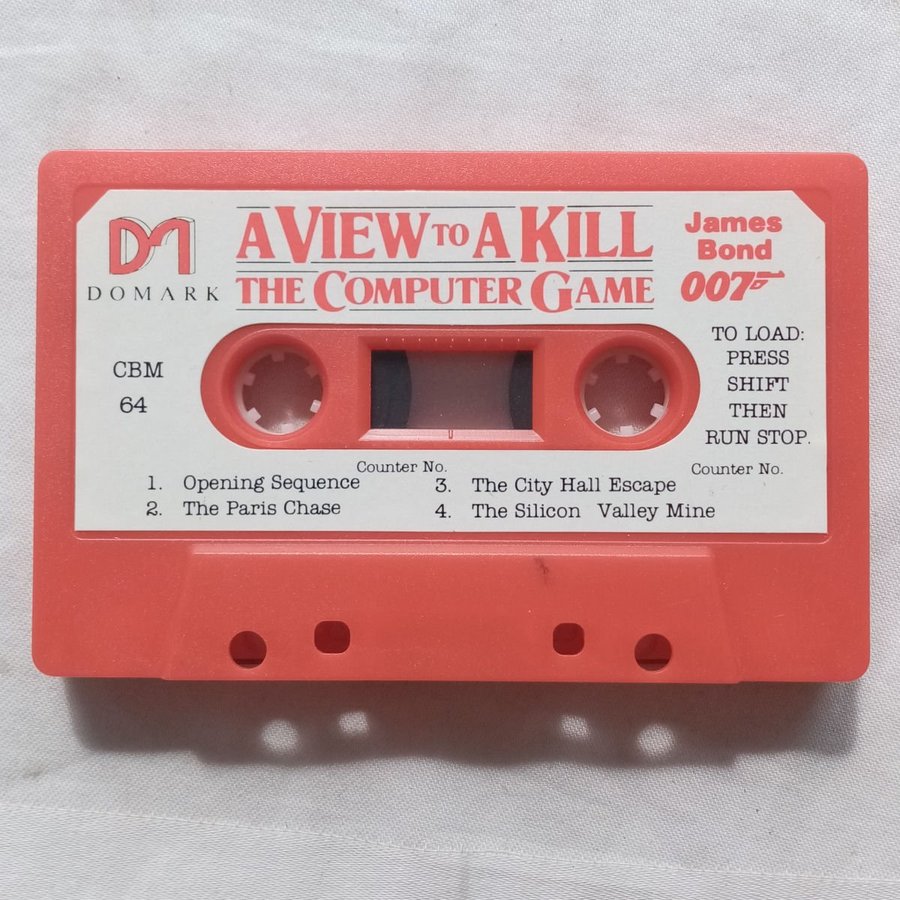 DM
DOMARK
A VIEW TO A KILL
THE COMPUTER GAME
James
Bond
007
CBM
64
TO LOAD:
PRESS
SHIFT
THEN
RUN STOP.
Counter No.
1. Opening Sequence
2. The Paris Chase
Counter No.
3. The City Hall Escape
4. The Silicon Valley Mine